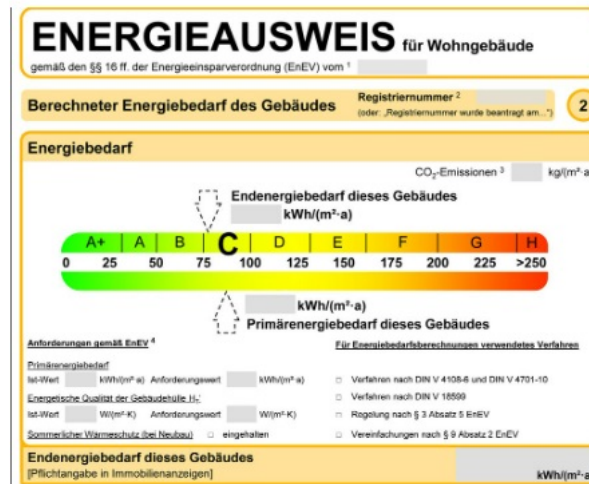 ENERGIEAUSWEIS für Wohngebäude
gemäß den §§ 16 ff. der Energieeinsparverordnung (EnEV) vom ¹
Berechneter Energiebedarf des Gebäudes
Registriernummer ²
(oder: „Registriernummer wurde beantragt am...")
2
Energiebedarf
CO₂-Emissionen ³ kg/(m²·a
Endenergiebedarf dieses Gebäudes
kWh/(m²·a)
A+ A B C D E F G H
0 25 50 75 100 125 150 175 200 225 >250
kWh/(m²·a)
Primärenergiebedarf dieses Gebäudes
Anforderungen gemäß EnEV ⁴
Primärenergiebedarf
Ist-Wert kWh/(m²·a) Anforderungswert kWh/(m²·a)
Energetische Qualität der Gebäudehülle H_T'
Ist-Wert W/(m²·K) Anforderungswert W/(m²·K)
Sommerlicher Wärmeschutz (bei Neubau) □ eingehalten
Für Energiebedarfsberechnungen verwendetes Verfahren
□ Verfahren nach DIN V 4108-6 und DIN V 4701-10
□ Verfahren nach DIN V 18599
□ Regelung nach § 3 Absatz 5 EnEV
□ Vereinfachungen nach § 9 Absatz 2 EnEV
Endenergiebedarf dieses Gebäudes
[Pflichtangabe in Immobilienanzeigen]
kWh/(m²·a